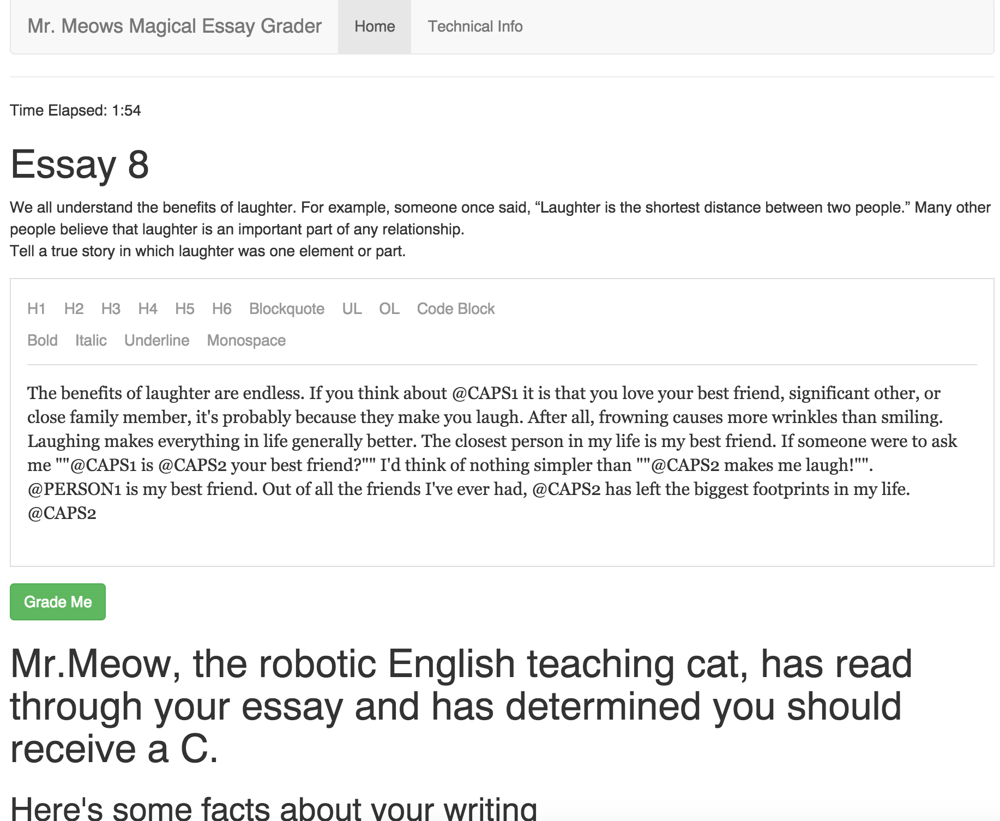 Mr. Meows Magical Essay Grader Home Technical Info
Time Elapsed: 1:54
Essay 8
We all understand the benefits of laughter. For example, someone once said, “Laughter is the shortest distance between two people.” Many other
people believe that laughter is an important part of any relationship.
Tell a true story in which laughter was one element or part.
H1 H2 H3 H4 H5 H6 Blockquote UL OL Code Block
Bold Italic Underline Monospace
The benefits of laughter are endless. If you think about @CAPS1 it is that you love your best friend, significant other, or
close family member, it's probably because they make you laugh. After all, frowning causes more wrinkles than smiling.
Laughing makes everything in life generally better. The closest person in my life is my best friend. If someone were to ask
me ""@CAPS1 is @CAPS2 your best friend?"" I'd think of nothing simpler than ""@CAPS2 makes me laugh!"".
@PERSON1 is my best friend. Out of all the friends I've ever had, @CAPS2 has left the biggest footprints in my life.
@CAPS2
Grade Me
Mr.Meow, the robotic English teaching cat, has read
through your essay and has determined you should
receive a C.
Here's some facts about your writing